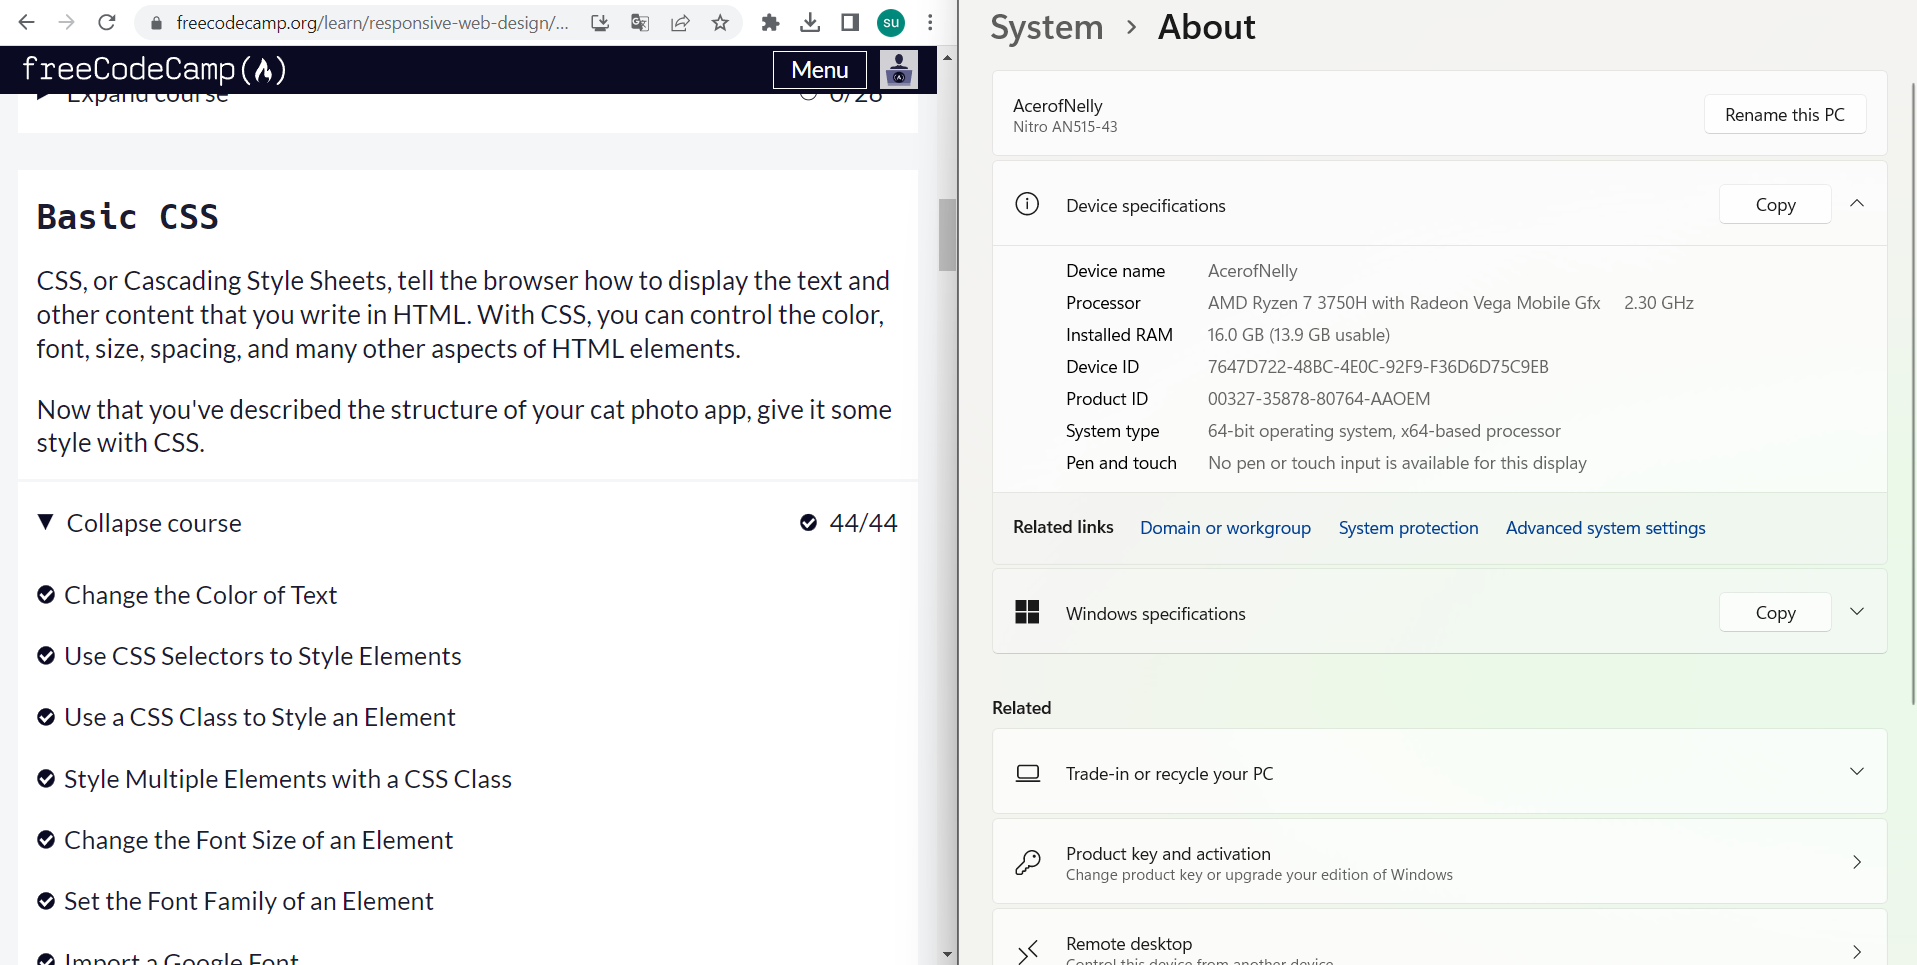 freecodecamp.org/learn/responsive-web-design/...
su
freeCodeCamp
Menu
Expand course
0/28
Basic CSS
CSS, or Cascading Style Sheets, tell the browser how to display the text and
other content that you write in HTML. With CSS, you can control the color,
font, size, spacing, and many other aspects of HTML elements.
Now that you've described the structure of your cat photo app, give it some
style with CSS.
Collapse course
44/44
Change the Color of Text
Use CSS Selectors to Style Elements
Use a CSS Class to Style an Element
Style Multiple Elements with a CSS Class
Change the Font Size of an Element
Set the Font Family of an Element
Import a Google Font
System > About
AcerofNelly
Nitro AN515-43
Rename this PC
Device specifications
Copy
Device name AcerofNelly
Processor AMD Ryzen 7 3750H with Radeon Vega Mobile Gfx 2.30 GHz
Installed RAM 16.0 GB (13.9 GB usable)
Device ID 7647D722-48BC-4E0C-92F9-F36D6D75C9EB
Product ID 00327-35878-80764-AAOEM
System type 64-bit operating system, x64-based processor
Pen and touch No pen or touch input is available for this display
Related links Domain or workgroup System protection Advanced system settings
Windows specifications
Copy
Related
Trade-in or recycle your PC
Product key and activation
Change product key or upgrade your edition of Windows
Remote desktop
Control this device from another device